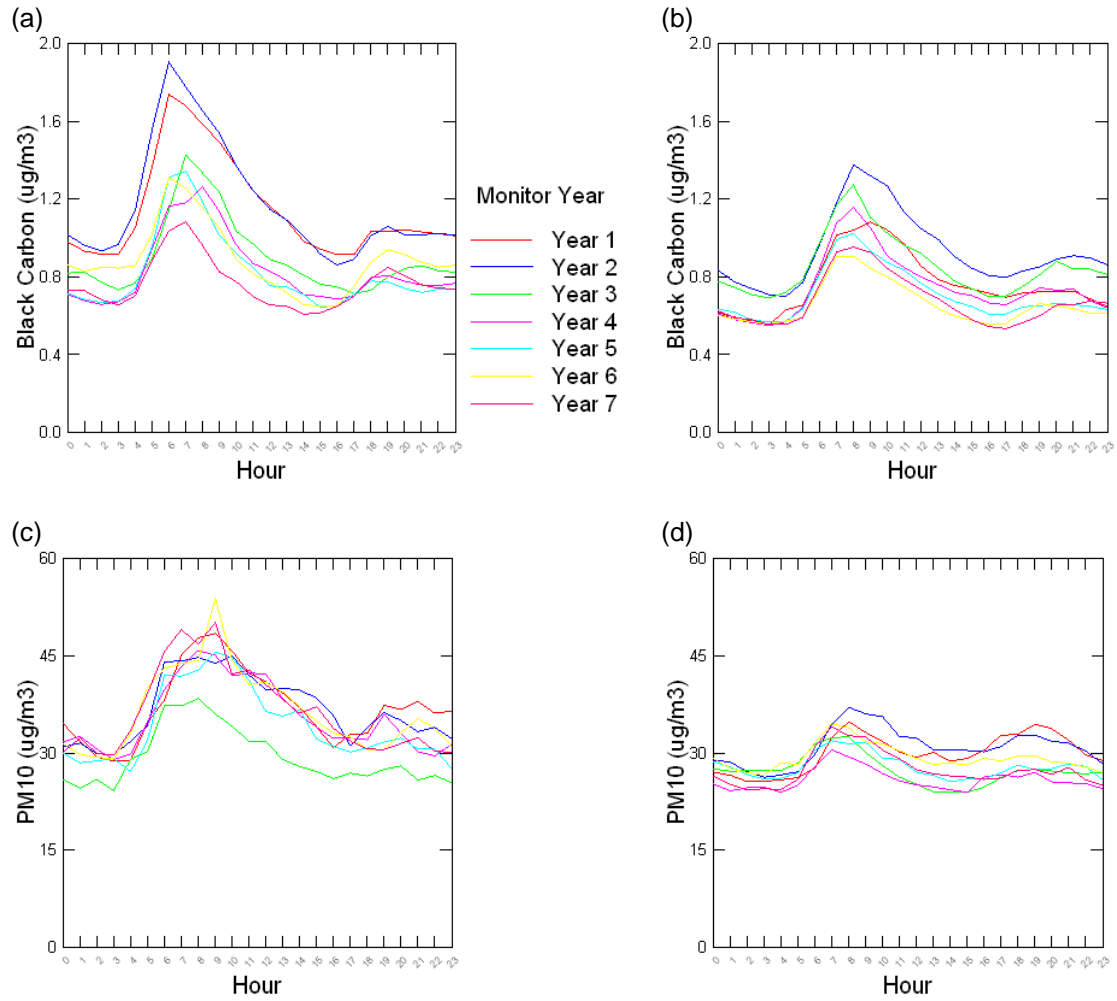 (a)
(b)
2.0
1.6
1.2
0.8
0.4
0.0
Black Carbon (ug/m3)
0 1 2 3 4 5 6 7 8 9 10 11 12 13 14 15 16 17 18 19 20 21 22 23
Hour
Monitor Year
Year 1
Year 2
Year 3
Year 4
Year 5
Year 6
Year 7
2.0
1.6
1.2
0.8
0.4
0.0
Black Carbon (ug/m3)
0 1 2 3 4 5 6 7 8 9 10 11 12 13 14 15 16 17 18 19 20 21 22 23
Hour
(c)
(d)
60
45
30
15
0
PM10 (ug/m3)
0 1 2 3 4 5 6 7 8 9 10 11 12 13 14 15 16 17 18 19 20 21 22 23
Hour
60
45
30
15
0
PM10 (ug/m3)
0 1 2 3 4 5 6 7 8 9 10 11 12 13 14 15 16 17 18 19 20 21 22 23
Hour